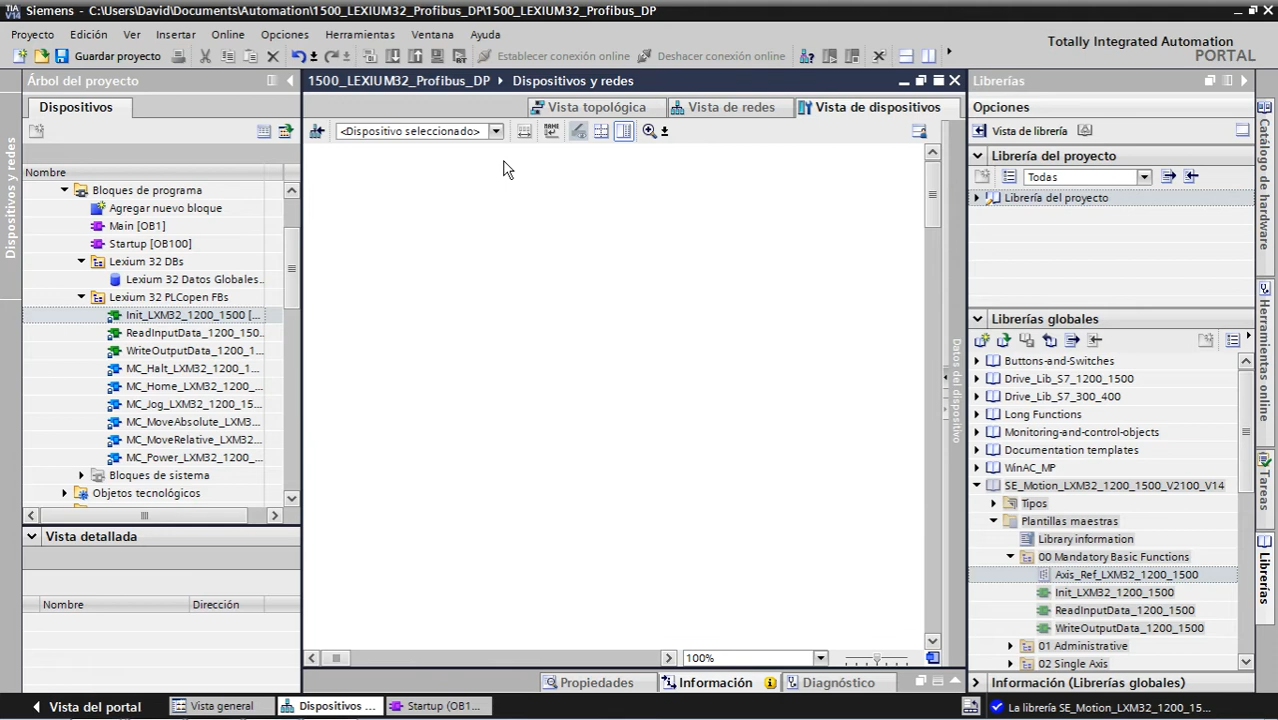 TIA V14 Siemens - C:\Users\David\Documents\Automation\1500_LEXIUM32_Profibus_DP\1500_LEXIUM32_Profibus_DP
Proyecto Edición Ver Insertar Online Opciones Herramientas Ventana Ayuda
Totally Integrated Automation
PORTAL
Guardar proyecto Establecer conexión online Deshacer conexión online
Árbol del proyecto
Dispositivos
Dispositivos y redes
Nombre
Bloques de programa
Agregar nuevo bloque
Main [OB1]
Startup [OB100]
Lexium 32 DBs
Lexium 32 Datos Globales...
Lexium 32 PLCopen FBs
Init_LXM32_1200_1500 [...
ReadInputData_1200_150...
WriteOutputData_1200_1...
MC_Halt_LXM32_1200_1...
MC_Home_LXM32_1200_...
MC_Jog_LXM32_1200_15...
MC_MoveAbsolute_LXM3...
MC_MoveRelative_LXM32...
MC_Power_LXM32_1200_...
Bloques de sistema
Objetos tecnológicos
Vista detallada
Nombre Dirección
1500_LEXIUM32_Profibus_DP Dispositivos y redes
Vista topológica Vista de redes Vista de dispositivos
<Dispositivo seleccionado>
Datos del dispositivo
100%
Propiedades Información Diagnóstico
Librerías
Opciones
Vista de librería
Librería del proyecto
Todas
Librería del proyecto
Librerías globales
Buttons-and-Switches
Drive_Lib_S7_1200_1500
Drive_Lib_S7_300_400
Long Functions
Monitoring-and-control-objects
Documentation templates
WinAC_MP
SE_Motion_LXM32_1200_1500_V2100_V14
Tipos
Plantillas maestras
Library information
00 Mandatory Basic Functions
Axis_Ref_LXM32_1200_1500
Init_LXM32_1200_1500
ReadInputData_1200_1500
WriteOutputData_1200_1500
01 Administrative
02 Single Axis
Información (Librerías globales)
Catálogo de hardware
Herramientas online
Tareas
Librerías
Vista del portal Vista general Dispositivos ... Startup (OB1...
La librería SE_Motion_LXM32_1200_15...